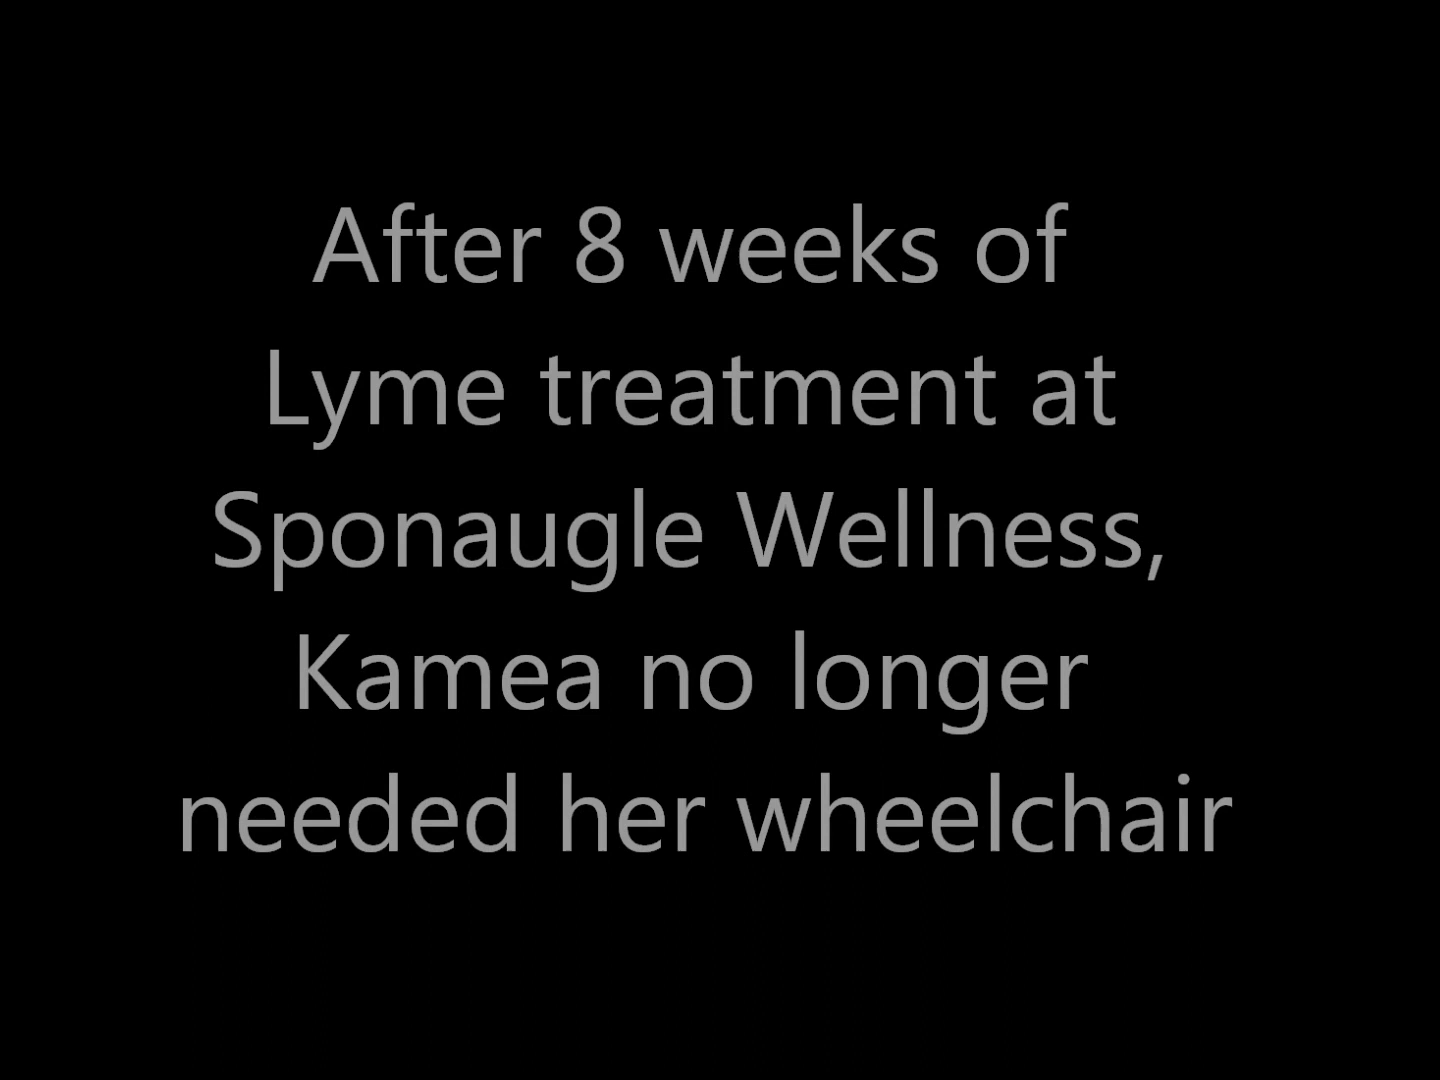 After 8 weeks of
Lyme treatment at
Sponaugle Wellness,
Kamea no longer
needed her wheelchair